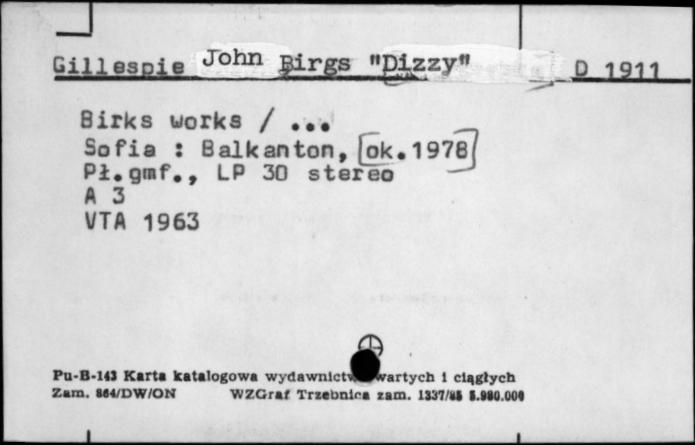 Gillespie John Birgs "Dizzy" D 1911
Birks works / ...
Sofia : Balkanton, [ok.1978]
Pł.gmf., LP 30 stereo
A 3
VTA 1963
Pu-B-143 Karta katalogowa wydawnictw zwartych i ciągłych
Zam. 864/DW/ON WZGraf Trzebnica zam. 1337/85 5.980.000